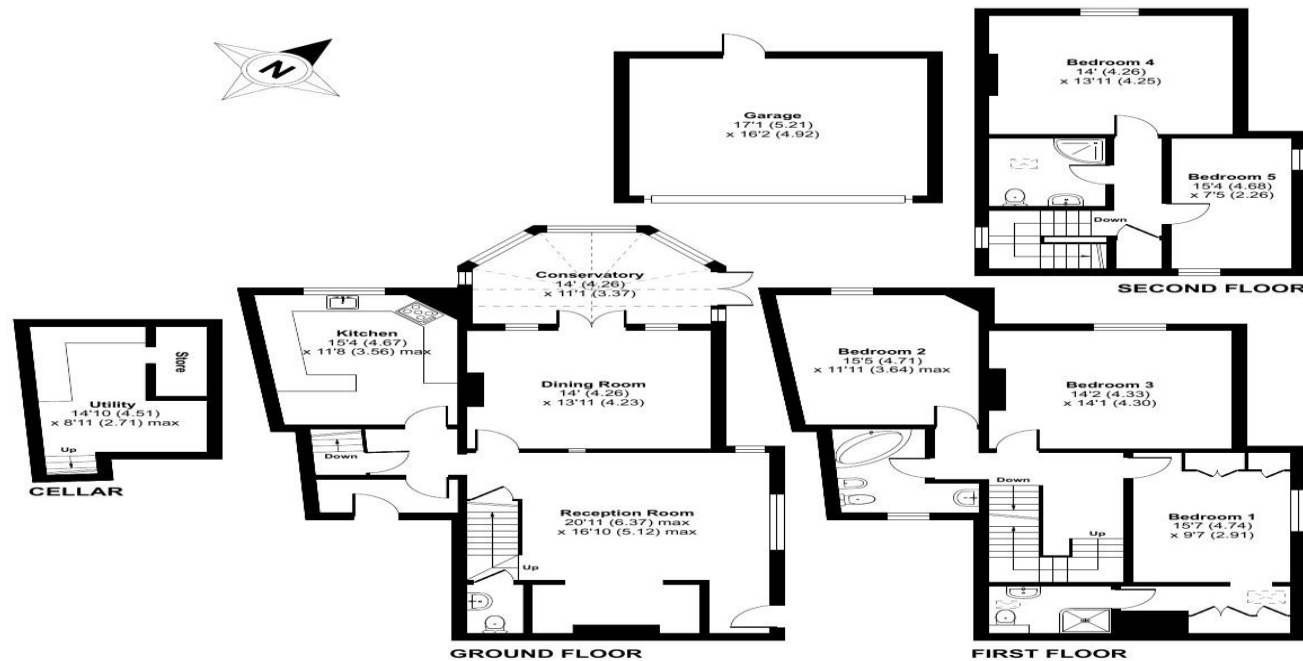 N
Garage
17'1 (5.21)
x 16'2 (4.92)
Bedroom 4
14' (4.26)
x 13'11 (4.25)
Bedroom 5
15'4 (4.68)
x 7'5 (2.26)
Down
SECOND FLOOR
Conservatory
14' (4.26)
x 11'1 (3.37)
Kitchen
15'4 (4.67)
x 11'8 (3.56) max
Dining Room
14' (4.26)
x 13'11 (4.23)
Down
Reception Room
20'11 (6.37) max
x 16'10 (5.12) max
Up
GROUND FLOOR
Store
Utility
14'10 (4.51)
x 8'11 (2.71) max
Up
CELLAR
Bedroom 2
15'5 (4.71)
x 11'11 (3.64) max
Bedroom 3
14'2 (4.33)
x 14'1 (4.30)
Down
Bedroom 1
15'7 (4.74)
x 9'7 (2.91)
Up
FIRST FLOOR